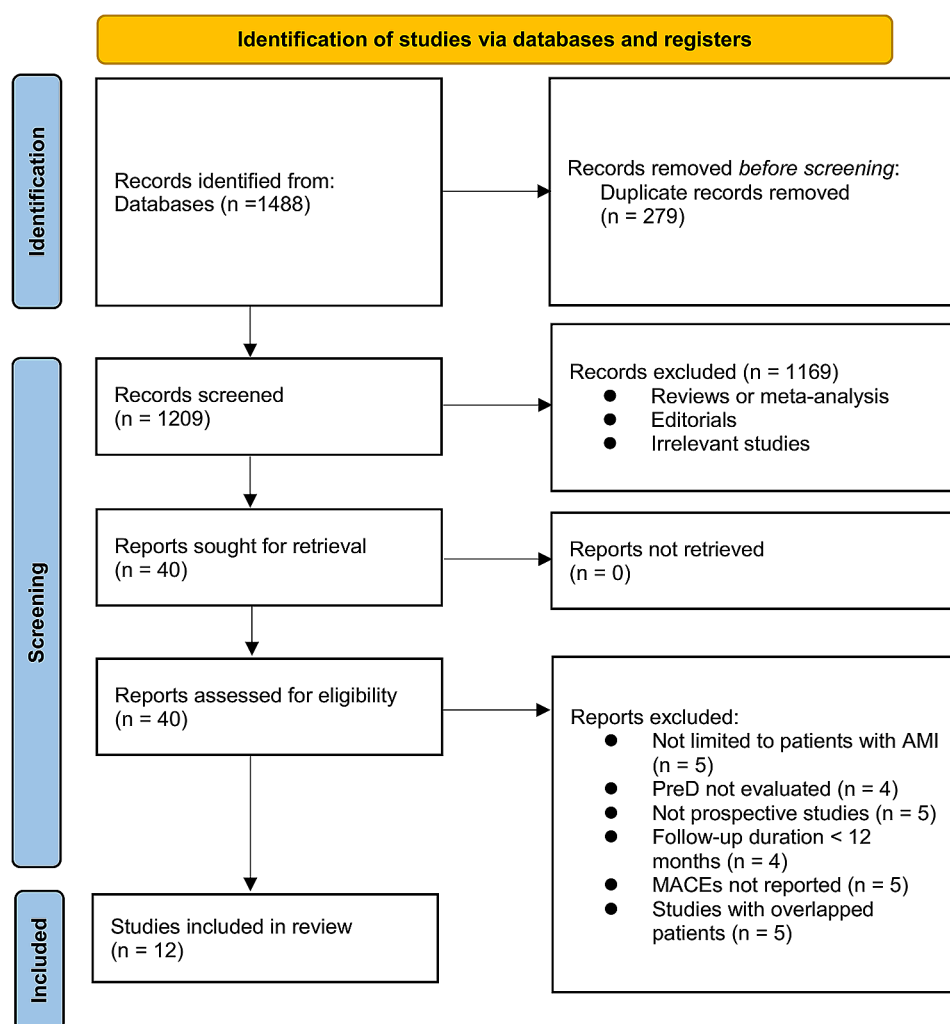 Identification of studies via databases and registers
Identification
Records identified from:
Databases (n =1488)
Records removed before screening:
Duplicate records removed
(n = 279)
Screening
Records screened
(n = 1209)
Records excluded (n = 1169)
● Reviews or meta-analysis
● Editorials
● Irrelevant studies
Reports sought for retrieval
(n = 40)
Reports not retrieved
(n = 0)
Reports assessed for eligibility
(n = 40)
Reports excluded:
● Not limited to patients with AMI
(n = 5)
● PreD not evaluated (n = 4)
● Not prospective studies (n = 5)
● Follow-up duration < 12
months (n = 4)
● MACEs not reported (n = 5)
● Studies with overlapped
patients (n = 5)
Included
Studies included in review
(n = 12)